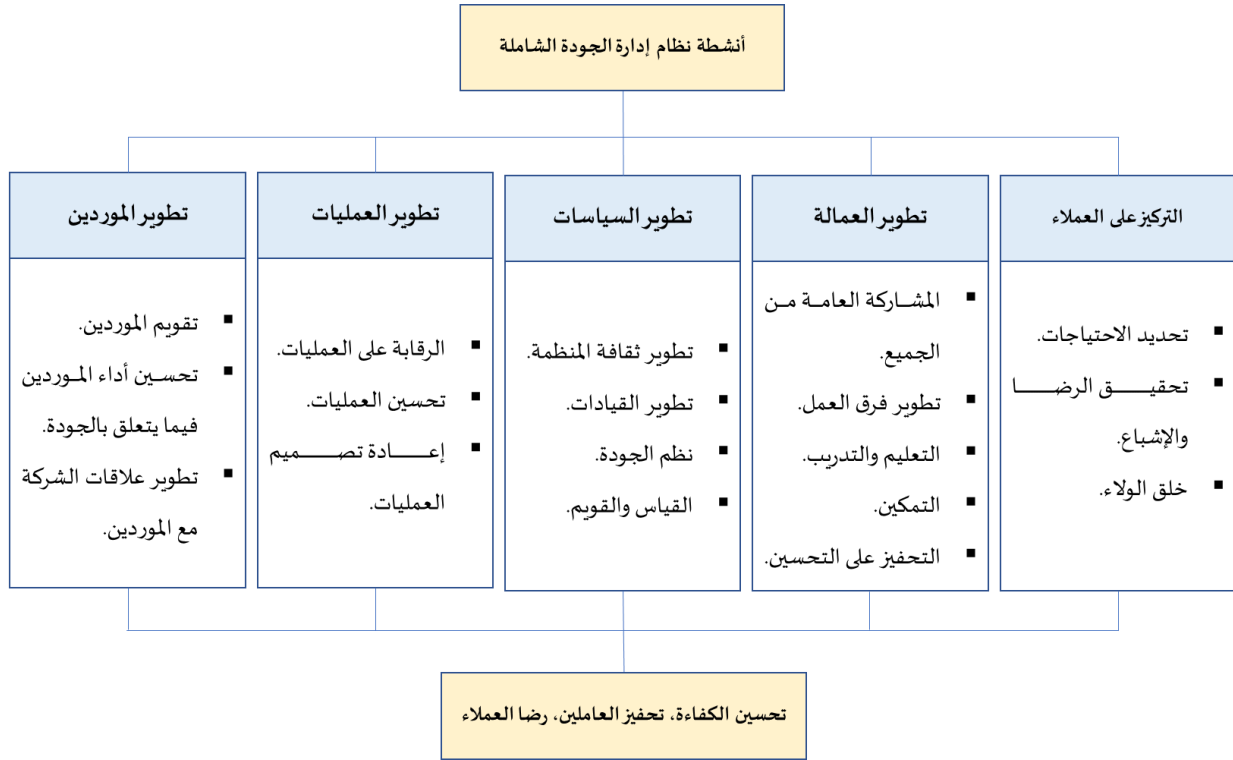 أنشطة نظام إدارة الجودة الشاملة
التركيز على العملاء
▪ تحديد الاحتياجات.
▪ تحقيق الرضا
والإشباع.
▪ خلق الولاء.
تطوير العمالة
▪ المشاركة العامة من
الجميع.
▪ تطوير فرق العمل.
▪ التعليم والتدريب.
▪ التمكين.
▪ التحفيز على التحسين.
تطوير السياسات
▪ تطوير ثقافة المنظمة.
▪ تطوير القيادات.
▪ نظم الجودة.
▪ القياس والقويم.
تطوير العمليات
▪ الرقابة على العمليات.
▪ تحسين العمليات.
▪ إعادة تصميم
العمليات.
تطوير الموردين
▪ تقويم الموردين.
▪ تحسين أداء الموردين
فيما يتعلق بالجودة.
▪ تطوير علاقات الشركة
مع الموردين.
تحسين الكفاءة، تحفيز العاملين، رضا العملاء